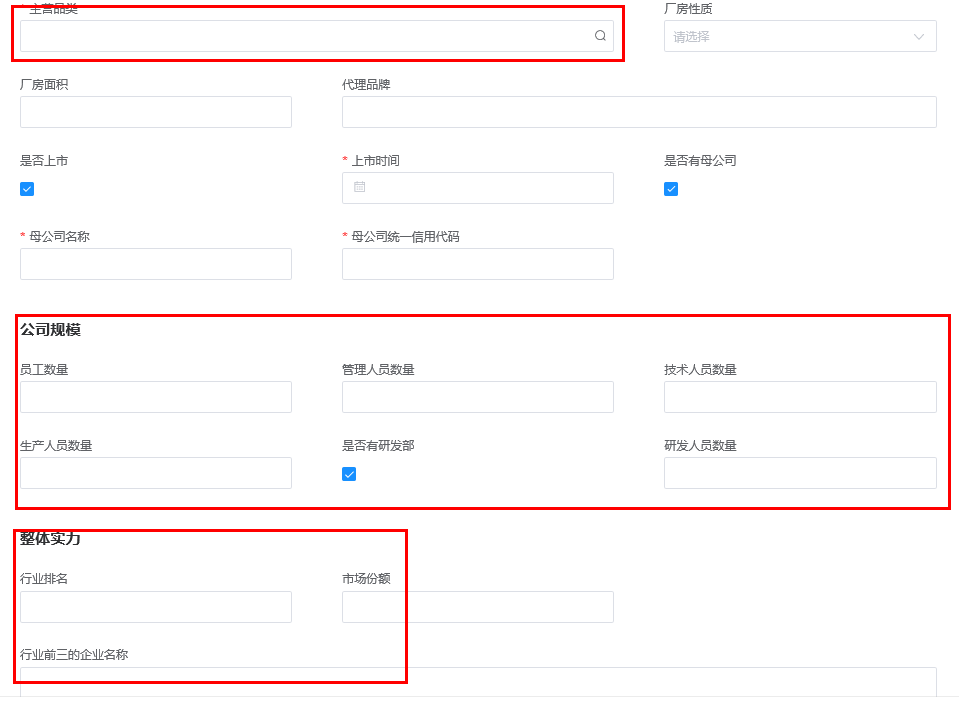 * 主营品类 厂房性质
请选择
厂房面积 代理品牌
是否上市 * 上市时间 是否有母公司
* 母公司名称 * 母公司统一信用代码
公司规模
员工数量 管理人员数量 技术人员数量
生产人员数量 是否有研发部 研发人员数量
整体实力
行业排名 市场份额
行业前三的企业名称